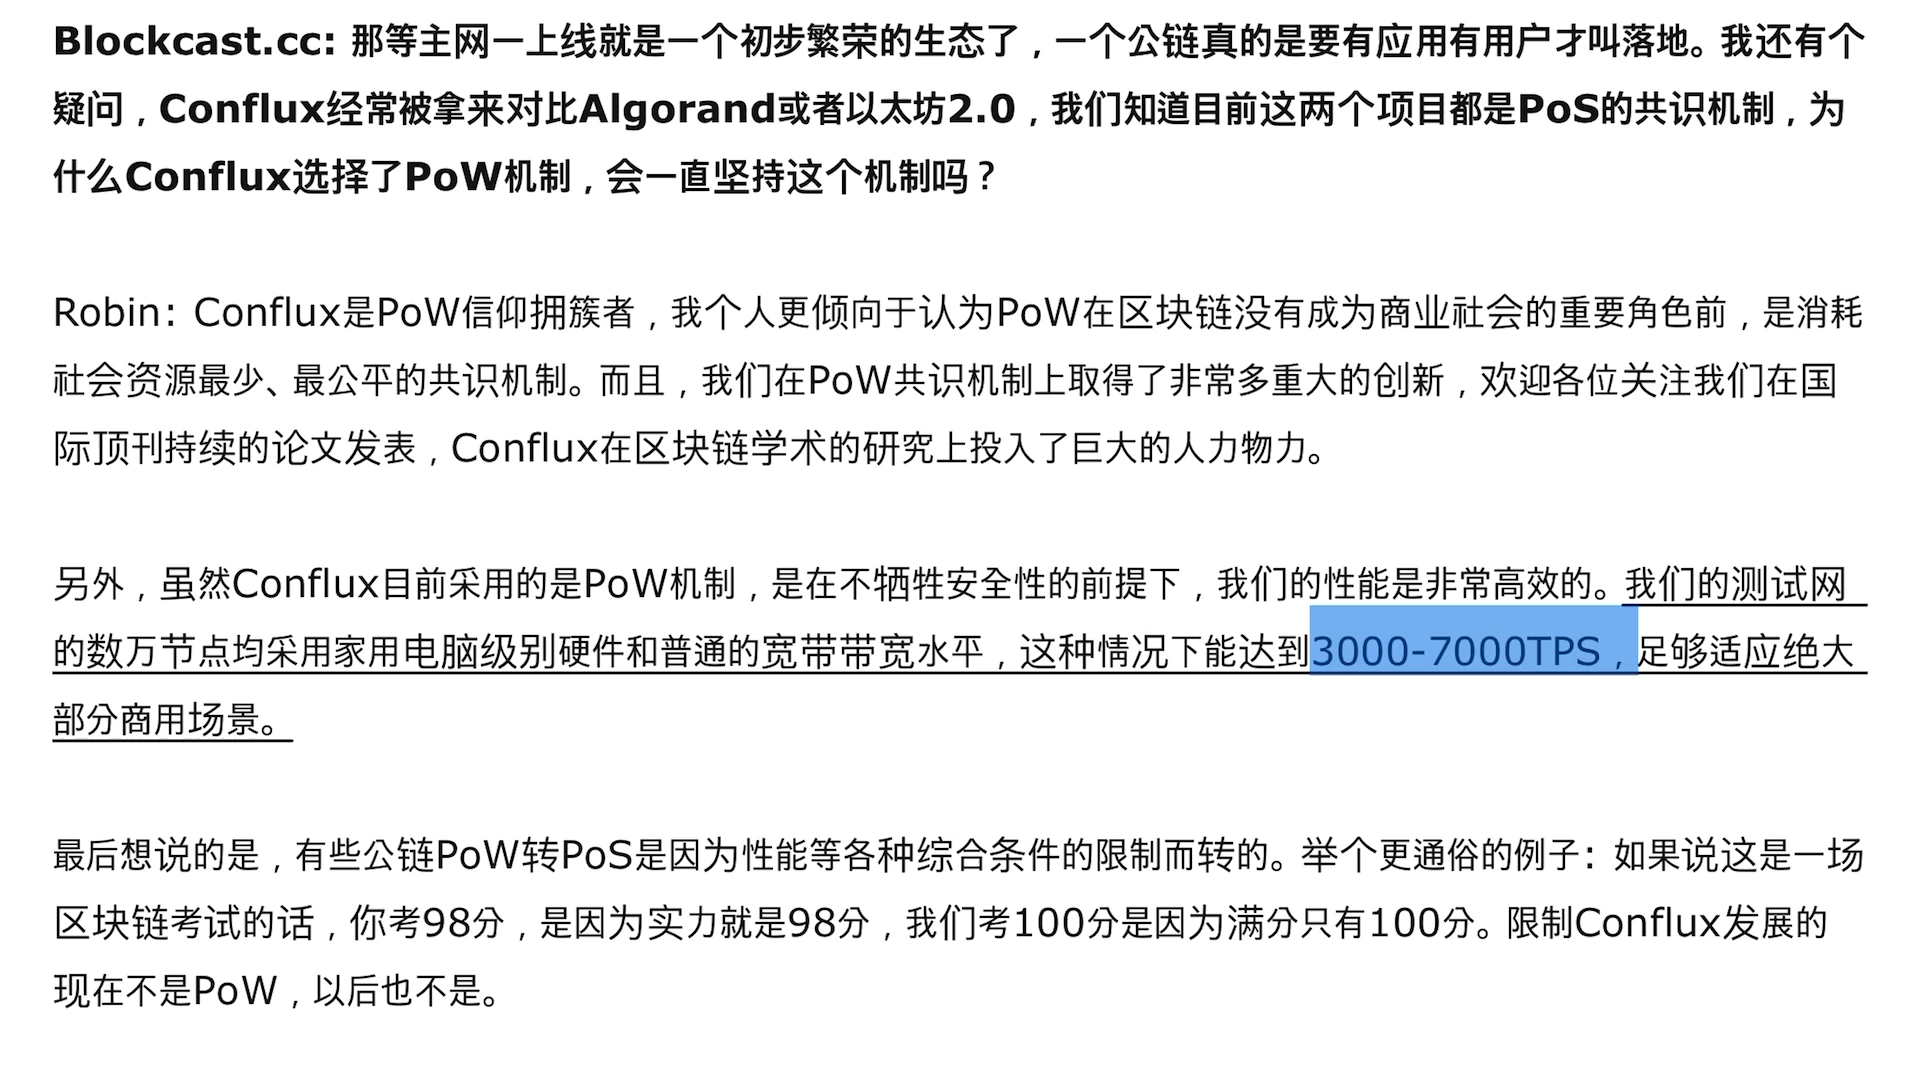 Blockcast.cc: 那等主网一上线就是一个初步繁荣的生态了，一个公链真的是要有应用有用户才叫落地。我还有个
疑问，Conflux经常被拿来对比Algorand或者以太坊2.0，我们知道目前这两个项目都是PoS的共识机制，为
什么Conflux选择了PoW机制，会一直坚持这个机制吗？
Robin: Conflux是PoW信仰拥簇者，我个人更倾向于认为PoW在区块链没有成为商业社会的重要角色前，是消耗
社会资源最少、最公平的共识机制。而且，我们在PoW共识机制上取得了非常多重大的创新，欢迎各位关注我们在国
际顶刊持续的论文发表，Conflux在区块链学术的研究上投入了巨大的人力物力。
另外，虽然Conflux目前采用的是PoW机制，是在不牺牲安全性的前提下，我们的性能是非常高效的。我们的测试网
的数万节点均采用家用电脑级别硬件和普通的宽带带宽水平，这种情况下能达到3000-7000TPS，足够适应绝大
部分商用场景。
最后想说的是，有些公链PoW转PoS是因为性能等各种综合条件的限制而转的。举个更通俗的例子：如果说这是一场
区块链考试的话，你考98分，是因为实力就是98分，我们考100分是因为满分只有100分。限制Conflux发展的
现在不是PoW，以后也不是。